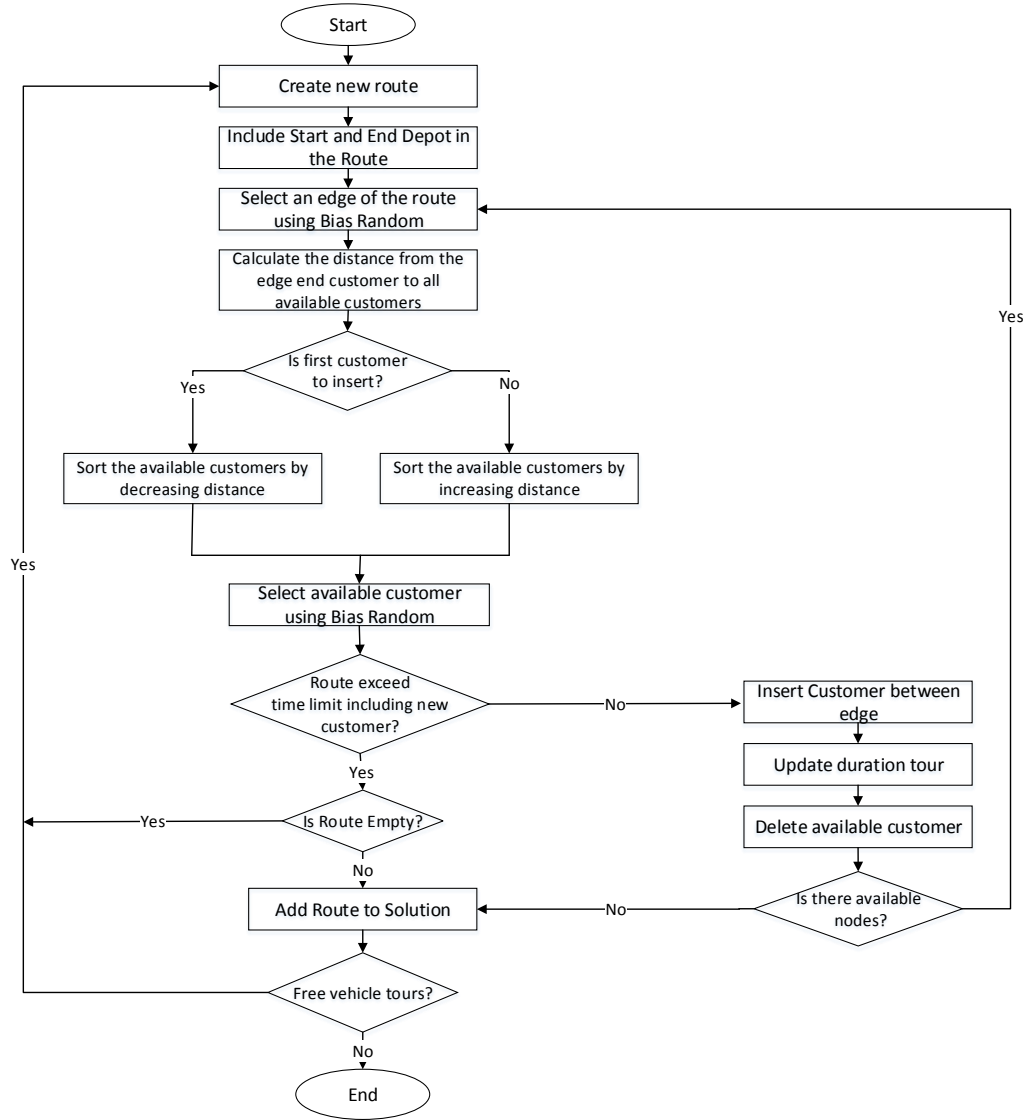 Start
Create new route
Include Start and End Depot in
the Route
Select an edge of the route
using Bias Random
Calculate the distance from the
edge end customer to all
available customers
Yes
Is first customer
to insert?
Yes
No
Sort the available customers by
decreasing distance
Sort the available customers by
increasing distance
Yes
Select available customer
using Bias Random
Route exceed
time limit including new
customer?
No
Insert Customer between
edge
Yes
Update duration tour
Is Route Empty?
Yes
Delete available customer
No
Is there available
nodes?
Add Route to Solution
No
Free vehicle tours?
No
End